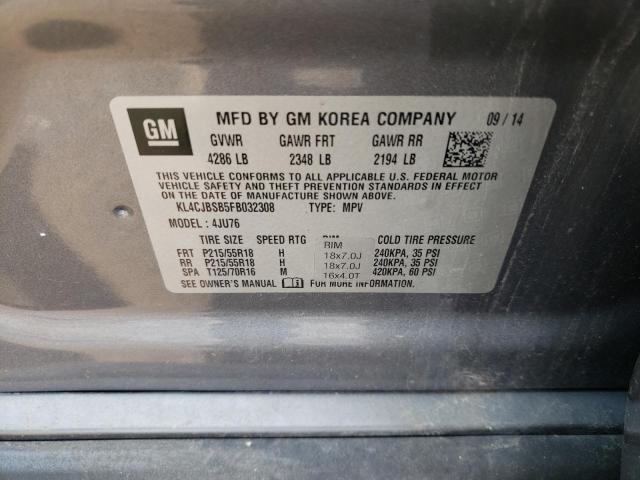 GM
MFD BY GM KOREA COMPANY 09 / 14
GVWR GAWR FRT GAWR RR
4286 LB 2348 LB 2194 LB
THIS VEHICLE CONFORMS TO ALL APPLICABLE U.S. FEDERAL MOTOR
VEHICLE SAFETY AND THEFT PREVENTION STANDARDS IN EFFECT ON
THE DATE OF MANUFACTURE SHOWN ABOVE.
KL4CJBSB5FB032308 TYPE: MPV
MODEL : 4JU76
TIRE SIZE SPEED RTG RIM COLD TIRE PRESSURE
FRT P215/55R18 H 18x7.0J 240KPA, 35 PSI
RR P215/55R18 H 18x7.0J 240KPA, 35 PSI
SPA T125/70R16 M 16x4.0T 420KPA, 60 PSI
SEE OWNER'S MANUAL FOR MORE INFORMATION.